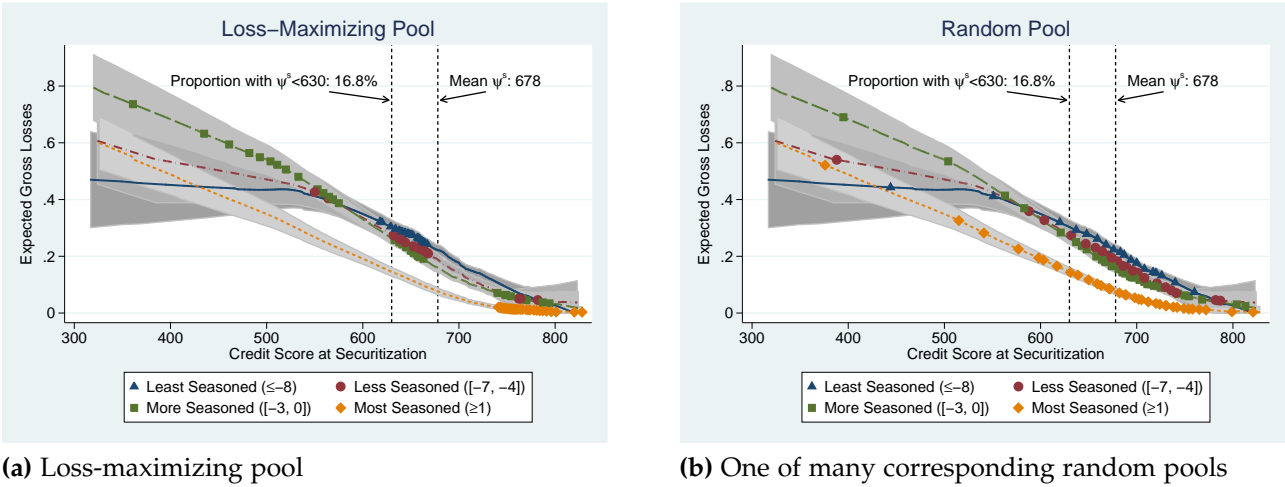 Loss−Maximizing Pool
Proportion with ψˢ<630: 16.8%
Mean ψˢ: 678
Expected Gross Losses
.8
.6
.4
.2
0
300 400 500 600 700 800
Credit Score at Securitization
Least Seasoned (≤−8) Less Seasoned ([−7, −4])
More Seasoned ([−3, 0]) Most Seasoned (≥1)
(a) Loss-maximizing pool
Random Pool
Proportion with ψˢ<630: 16.8%
Mean ψˢ: 678
Expected Gross Losses
.8
.6
.4
.2
0
300 400 500 600 700 800
Credit Score at Securitization
Least Seasoned (≤−8) Less Seasoned ([−7, −4])
More Seasoned ([−3, 0]) Most Seasoned (≥1)
(b) One of many corresponding random pools